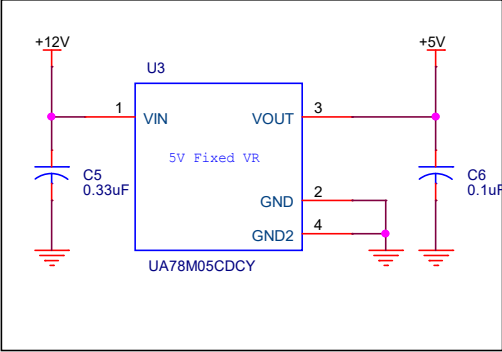 +12V
+5V
U3
1
VIN
VOUT
3
5V Fixed VR
C5
0.33uF
C6
0.1uF
GND
2
GND2
4
UA78M05CDCY